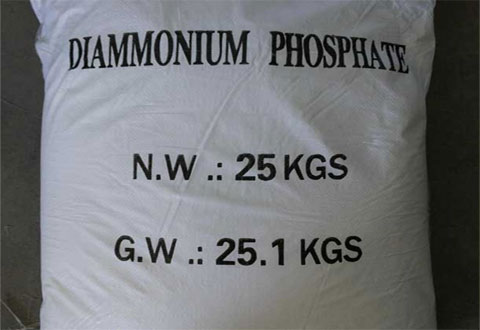 DIAMMONIUM PHOSPHATE
N.W .: 25 KGS
G.W .: 25.1 KGS